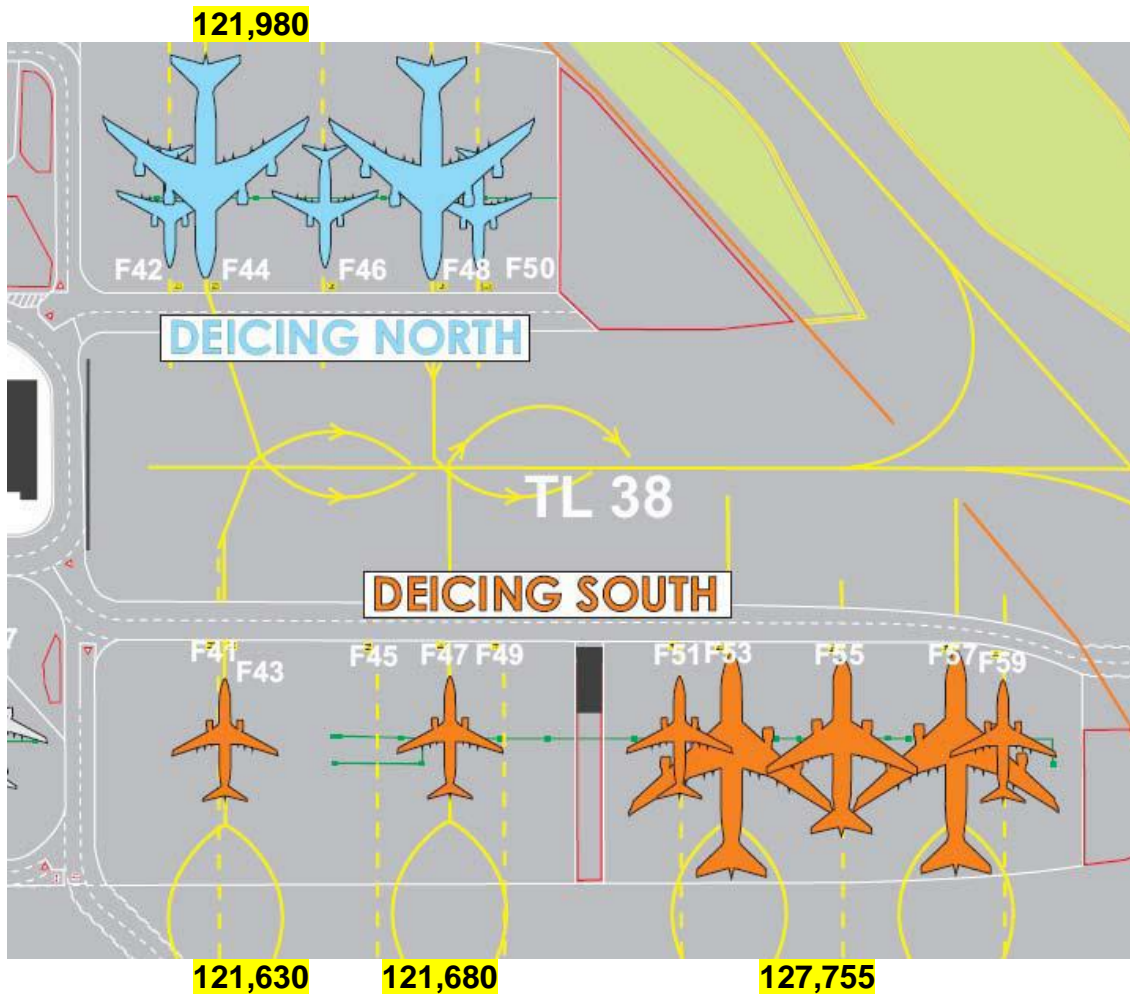 121,980
F42 F44 F46 F48 F50
DEICING NORTH
TL 38
DEICING SOUTH
F41 F43 F45 F47 F49 F51 F53 F55 F57 F59
121,630 121,680 127,755